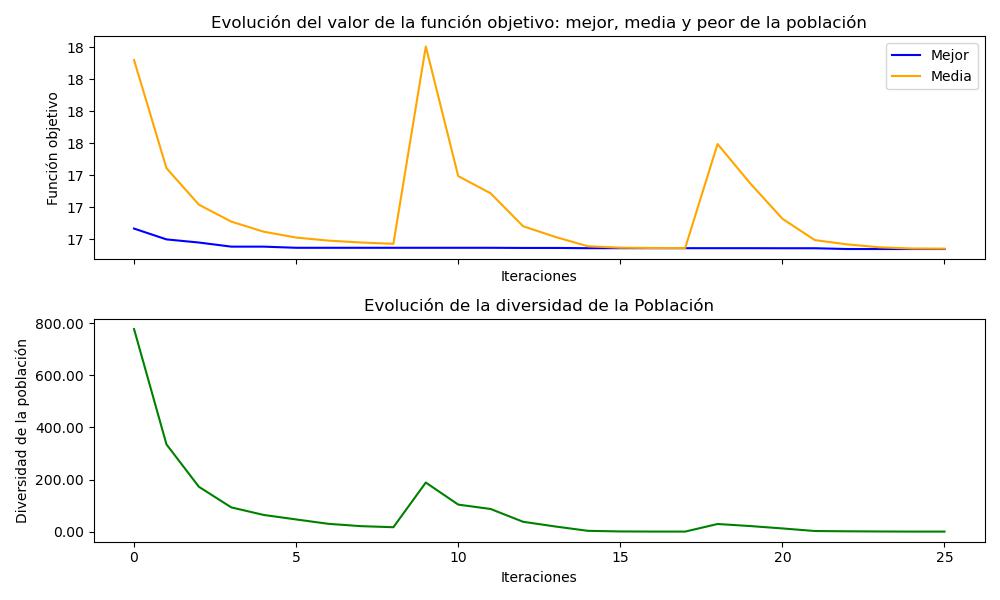 Evolución del valor de la función objetivo: mejor, media y peor de la población
Función objetivo
18
18
18
18
17
17
17
Mejor
Media
Iteraciones
Evolución de la diversidad de la Población
Diversidad de la población
800.00
600.00
400.00
200.00
0.00
0 5 10 15 20 25
Iteraciones